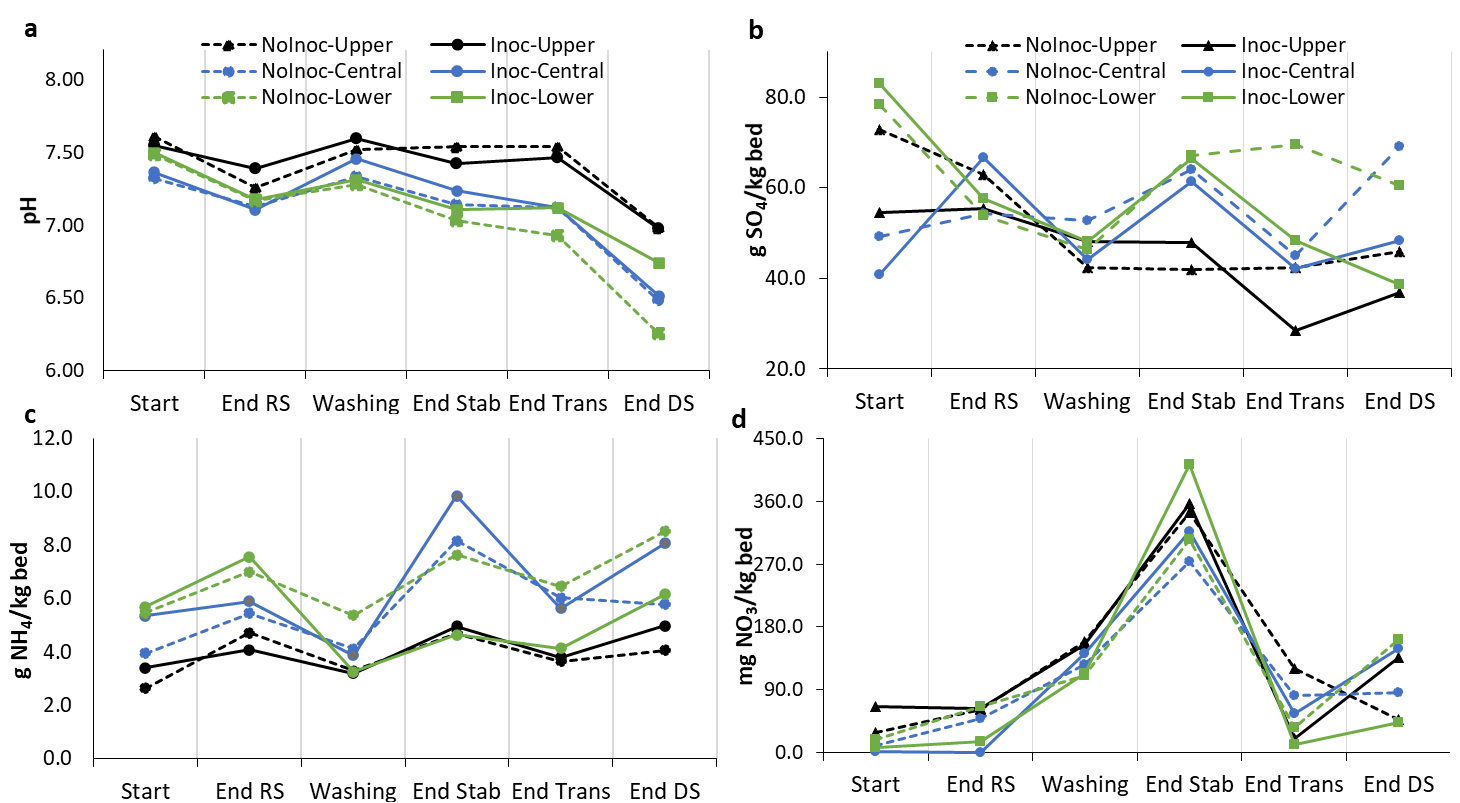 a
NoInoc-Upper Inoc-Upper
NoInoc-Central Inoc-Central
NoInoc-Lower Inoc-Lower
8.00
7.50
7.00
6.50
6.00
pH
Start End RS Washing End Stab End Trans End DS
b
NoInoc-Upper Inoc-Upper
NoInoc-Central Inoc-Central
NoInoc-Lower Inoc-Lower
80.0
60.0
40.0
20.0
g SO4/kg bed
Start End RS Washing End Stab End Trans End DS
c
12.0
10.0
8.0
6.0
4.0
2.0
0.0
g NH4/kg bed
Start End RS Washing End Stab End Trans End DS
d
450.0
360.0
270.0
180.0
90.0
0.0
mg NO3/kg bed
Start End RS Washing End Stab End Trans End DS